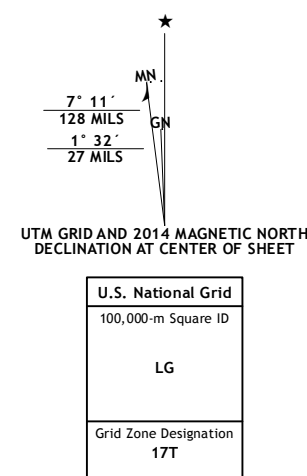 MN
7° 11´
128 MILS
GN
1° 32´
27 MILS
UTM GRID AND 2014 MAGNETIC NORTH
DECLINATION AT CENTER OF SHEET
U.S. National Grid
100,000-m Square ID
LG
Grid Zone Designation
17T